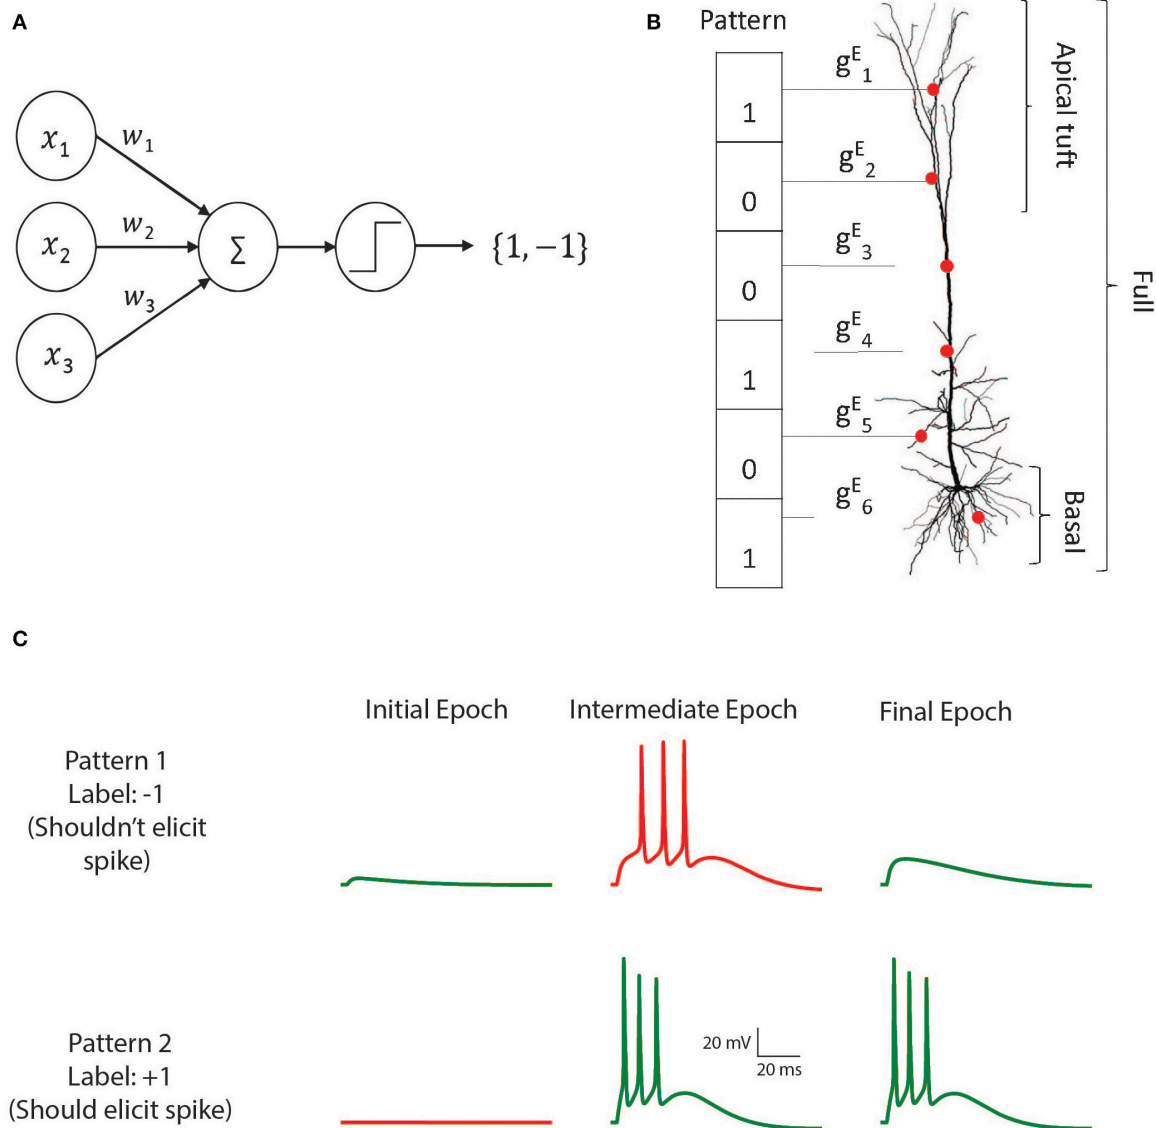 A
x₁
w₁
x₂
w₂
x₃
w₃
Σ
{1, −1}
B
Pattern
1
0
0
1
0
1
gᴱ₁
gᴱ₂
gᴱ₃
gᴱ₄
gᴱ₅
gᴱ₆
Apical tuft
Basal
Full
C
Initial Epoch
Intermediate Epoch
Final Epoch
Pattern 1
Label: -1
(Shouldn’t elicit
spike)
Pattern 2
Label: +1
(Should elicit spike)
20 mV
20 ms